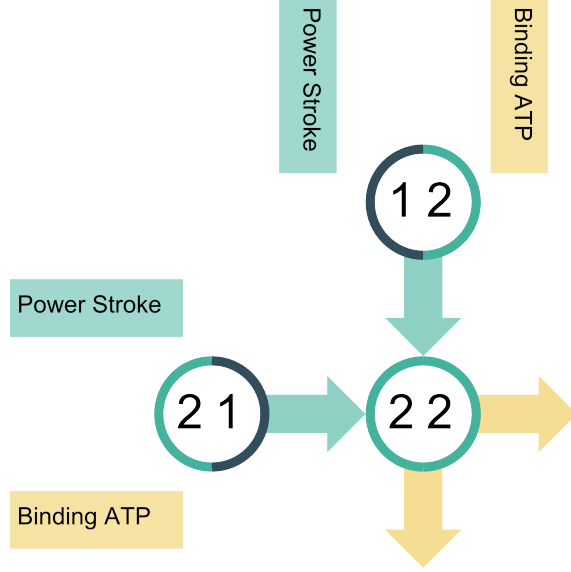 Power Stroke
Binding ATP
1 2
Power Stroke
2 1
2 2
Binding ATP